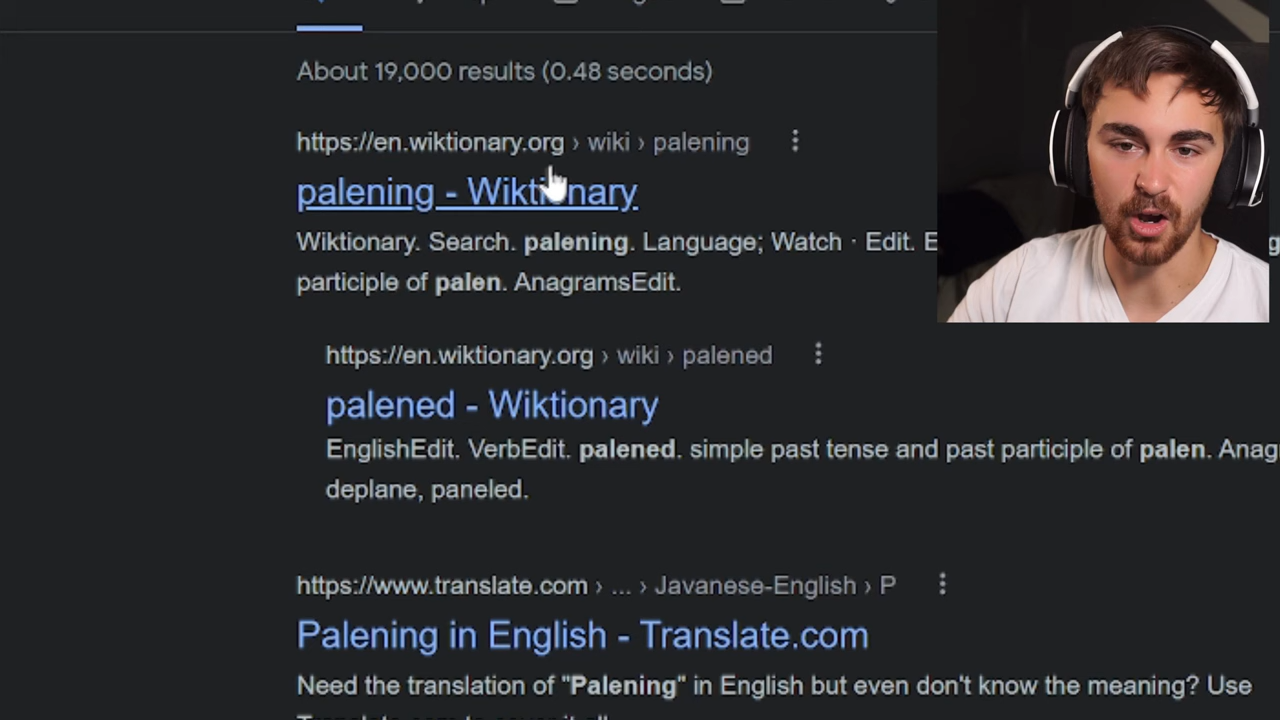 About 19,000 results (0.48 seconds)
https://en.wiktionary.org › wiki › palening
palening - Wiktionary
Wiktionary. Search. palening. Language; Watch · Edit. E
participle of palen. AnagramsEdit.
https://en.wiktionary.org › wiki › palened
palened - Wiktionary
EnglishEdit. VerbEdit. palened. simple past tense and past participle of palen. Anag
deplane, paneled.
https://www.translate.com › ... › Javanese-English › P
Palening in English - Translate.com
Need the translation of "Palening" in English but even don't know the meaning? Use